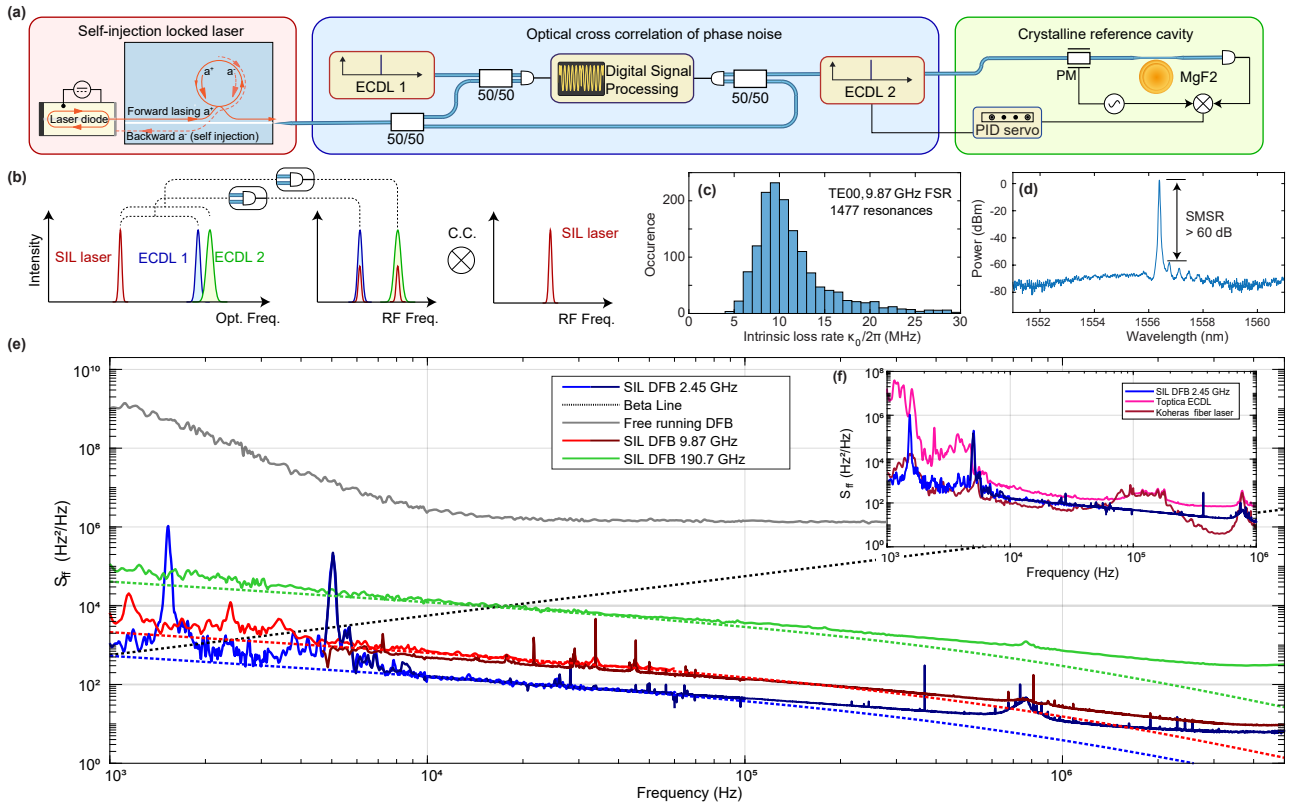 (a)
Self-injection locked laser
Optical cross correlation of phase noise
Crystalline reference cavity
a⁺
a⁻
Forward lasing a⁺
Laser diode
Backward a⁻ (self injection)
ECDL 1
50/50
Digital Signal
Processing
50/50
ECDL 2
50/50
PM
MgF2
PID servo
(b)
Intensity
SIL laser
ECDL 1
ECDL 2
Opt. Freq.
RF Freq.
C.C.
SIL laser
RF Freq.
(c)
TE00, 9.87 GHz FSR
1477 resonances
Occurence
200
100
0
0
5
10
15
20
25
30
Intrinsic loss rate κ₀/2π (MHz)
(d)
SMSR
> 60 dB
Power (dBm)
0
-20
-40
-60
-80
1552
1554
1556
1558
1560
Wavelength (nm)
(e)
S_ff (Hz²/Hz)
10¹⁰
10⁸
10⁶
10⁴
10²
10⁰
10³
10⁴
10⁵
10⁶
Frequency (Hz)
SIL DFB 2.45 GHz
Beta Line
Free running DFB
SIL DFB 9.87 GHz
SIL DFB 190.7 GHz
(f)
SIL DFB 2.45 GHz
Toptica ECDL
Koheras fiber laser
S_ff (Hz²/Hz)
10⁸
10⁶
10⁴
10²
10⁰
10³
10⁴
10⁵
10⁶
Frequency (Hz)